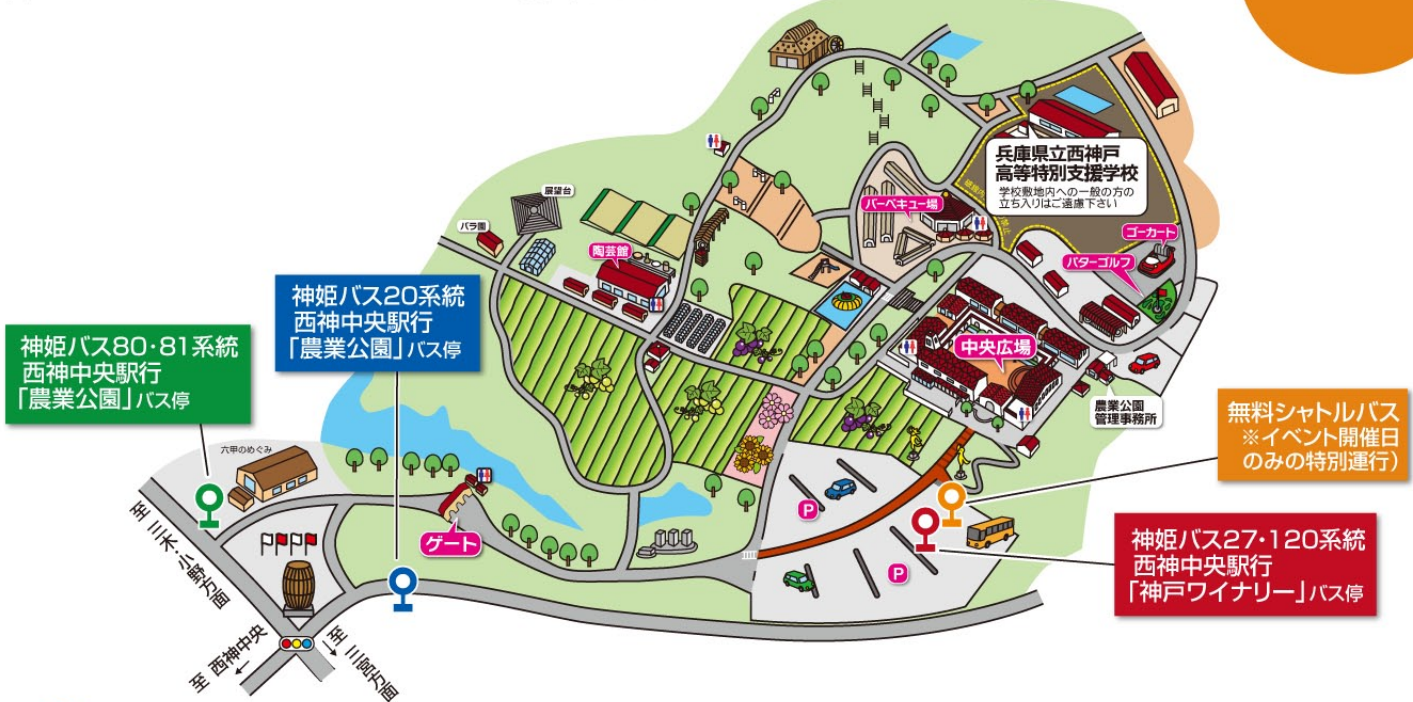 兵庫県立西神戸
高等特別支援学校
学校敷地内への一般の方の
立ち入りはご遠慮下さい
バーベキュー場
ゴーカート
パターゴルフ
展望台
バラ園
陶芸館
中央広場
農業公園
管理事務所
神姫バス20系統
西神中央駅行
「農業公園」バス停
神姫バス80・81系統
西神中央駅行
「農業公園」バス停
無料シャトルバス
※イベント開催日
のみの特別運行）
神姫バス27・120系統
西神中央駅行
「神戸ワイナリー」バス停
六甲のめぐみ
ゲート
P
P
至 三木・小野方面
至 西神中央
至 三宮方面